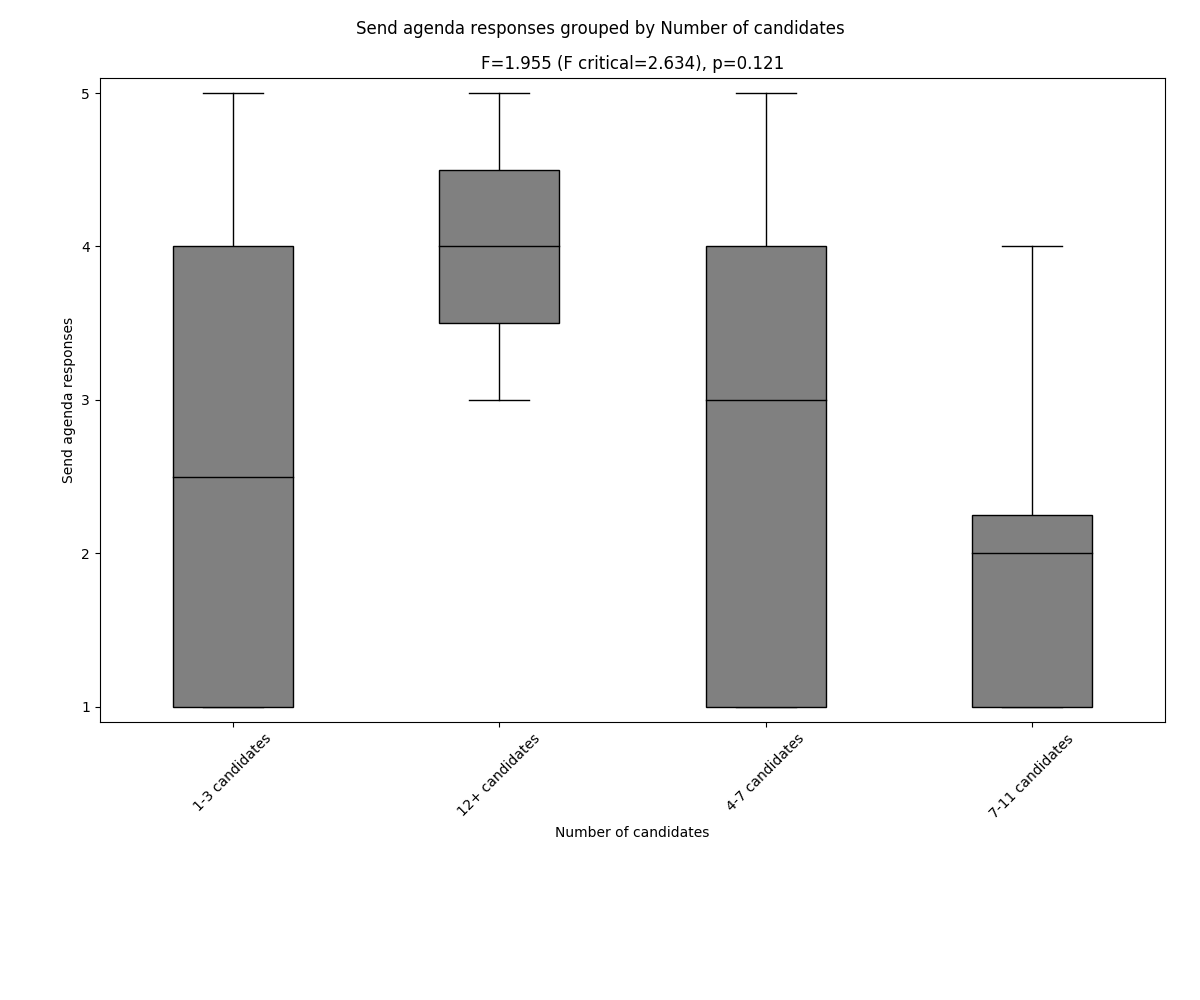 Send agenda responses grouped by Number of candidates
F=1.955 (F critical=2.634), p=0.121
5
4
3
2
1
Send agenda responses
1-3 candidates
12+ candidates
4-7 candidates
7-11 candidates
Number of candidates